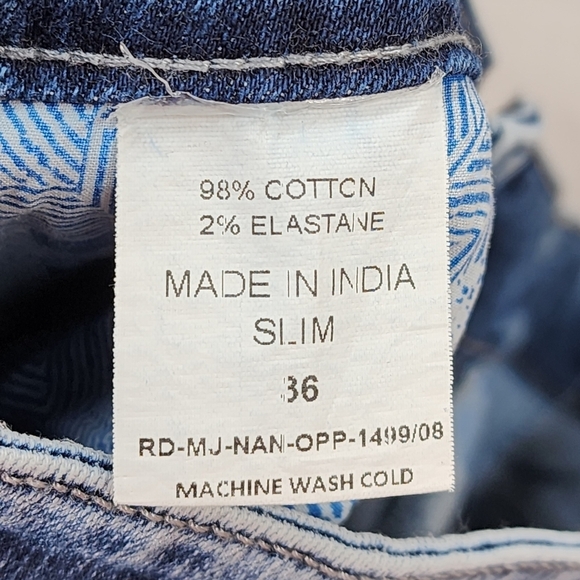 98% COTTON
2% ELASTANE
MADE IN INDIA
SLIM
36
RD-MJ-NAN-OPP-1499/08
MACHINE WASH COLD